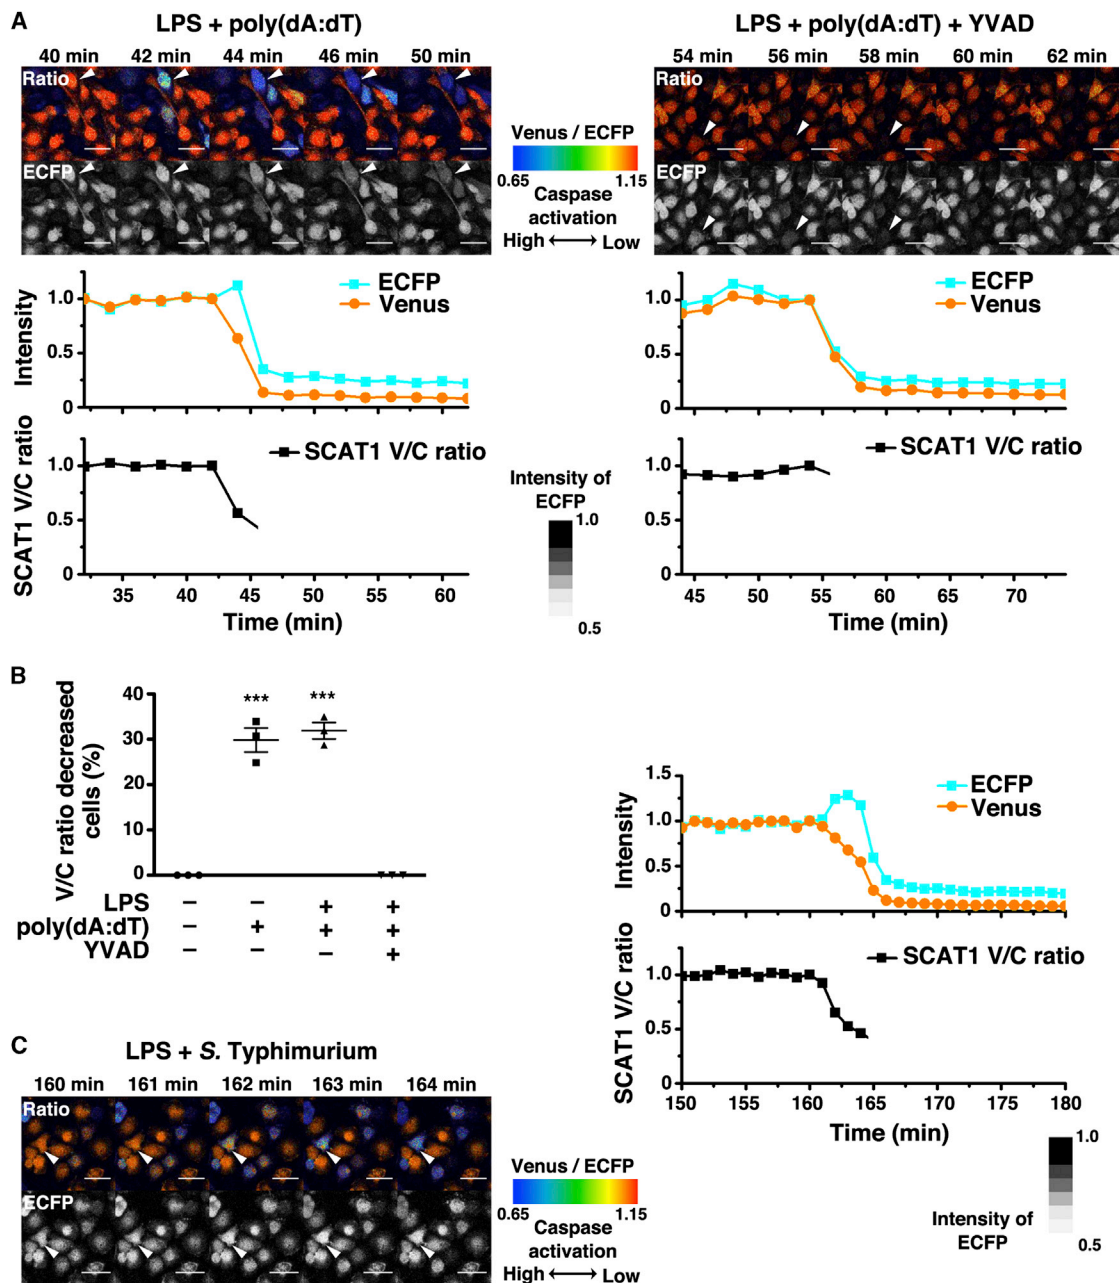 A
LPS + poly(dA:dT)
40 min 42 min 44 min 46 min 50 min
Ratio
ECFP
Venus / ECFP
0.65 1.15
Caspase
activation
High ⟷ Low
LPS + poly(dA:dT) + YVAD
54 min 56 min 58 min 60 min 62 min
Ratio
ECFP
Intensity
1.0
0.5
0
ECFP
Venus
SCAT1 V/C ratio
1.0
0.5
0
SCAT1 V/C ratio
35 40 45 50 55 60
Time (min)
Intensity of
ECFP
1.0
0.5
1.0
0.5
0
ECFP
Venus
1.0
0.5
0
SCAT1 V/C ratio
45 50 55 60 65 70
Time (min)
B
V/C ratio decreased
cells (%)
40
30
20
10
0
*** ***
LPS – – + +
poly(dA:dT) – + + +
YVAD – – – +
C
LPS + S. Typhimurium
160 min 161 min 162 min 163 min 164 min
Ratio
ECFP
Venus / ECFP
0.65 1.15
Caspase
activation
High ⟷ Low
Intensity
1.5
1.0
0.5
0
ECFP
Venus
SCAT1 V/C ratio
1.0
0.5
0
SCAT1 V/C ratio
150 155 160 165 170 175 180
Time (min)
Intensity of
ECFP
1.0
0.5